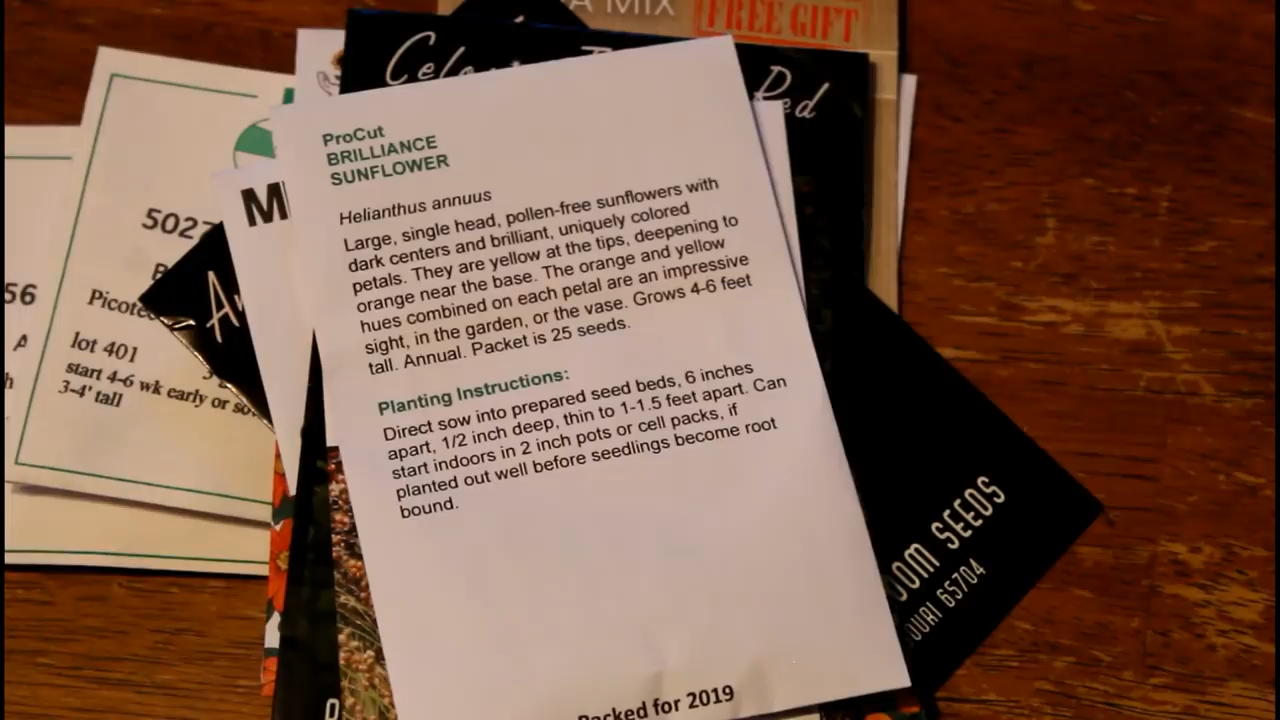 MIX
FREE GIFT
Red
ProCut
BRILLIANCE
SUNFLOWER
Helianthus annuus
Large, single head, pollen-free sunflowers with
dark centers and brilliant, uniquely colored
petals. They are yellow at the tips, deepening to
orange near the base. The orange and yellow
hues combined on each petal are an impressive
sight, in the garden, or the vase. Grows 4-6 feet
tall. Annual. Packet is 25 seeds.
Planting Instructions:
Direct sow into prepared seed beds, 6 inches
apart, 1/2 inch deep, thin to 1-1.5 feet apart. Can
start indoors in 2 inch pots or cell packs, if
planted out well before seedlings become root
bound.
Packed for 2019
5027
lot 401
start 4-6 wk early or
3-4' tall
56
M
SEEDS
65704